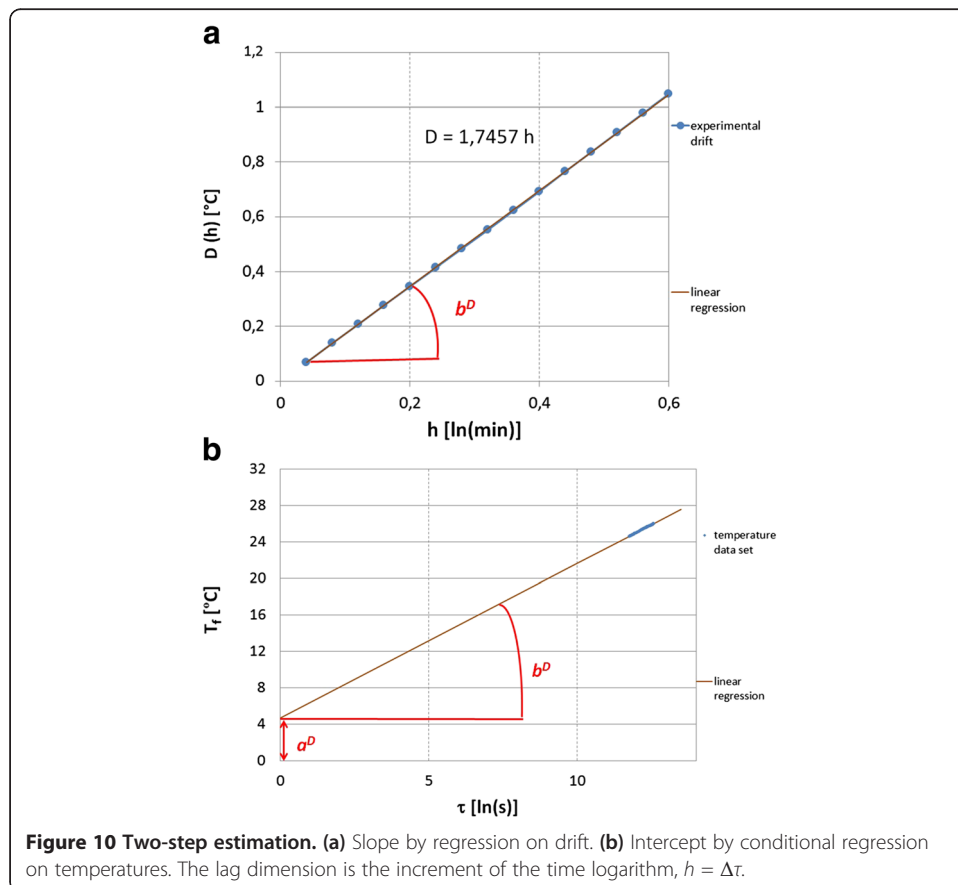 a
1,2
1
0,8
0,6
0,4
0,2
0
D (h) [°C]
D = 1,7457 h
b^D
experimental
drift
linear
regression
0
0,2
0,4
0,6
h [ln(min)]
b
32
28
24
20
16
12
8
4
0
T_f [°C]
temperature
data set
b^D
linear
regression
a^D
0
5
10
τ [ln(s)]
Figure 10 Two-step estimation. (a) Slope by regression on drift. (b) Intercept by conditional regression
on temperatures. The lag dimension is the increment of the time logarithm, h = Δτ.